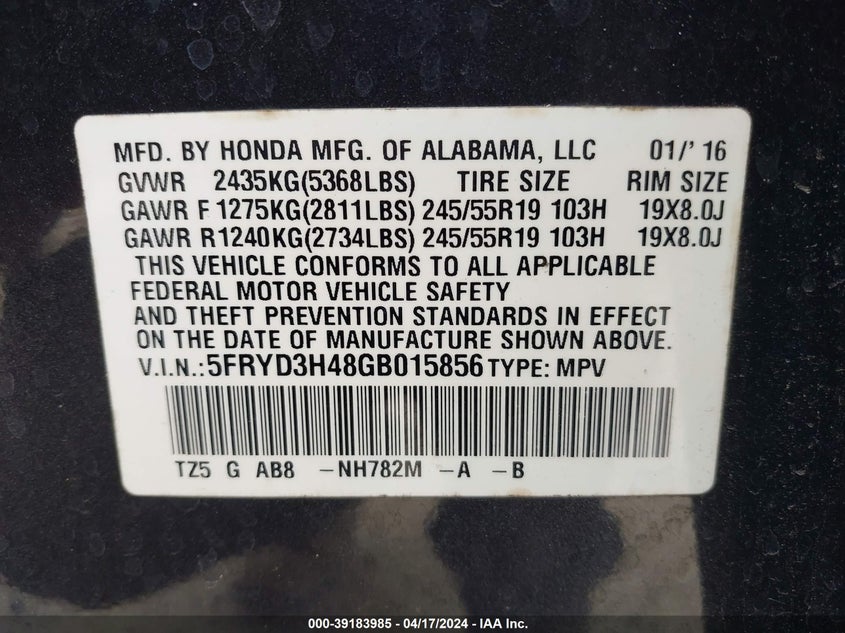 MFD. BY HONDA MFG. OF ALABAMA, LLC 01/' 16
GVWR 2435KG(5368LBS) TIRE SIZE RIM SIZE
GAWR F 1275KG(2811LBS) 245/55R19 103H 19X8.0J
GAWR R1240KG(2734LBS) 245/55R19 103H 19X8.0J
THIS VEHICLE CONFORMS TO ALL APPLICABLE
FEDERAL MOTOR VEHICLE SAFETY
AND THEFT PREVENTION STANDARDS IN EFFECT
ON THE DATE OF MANUFACTURE SHOWN ABOVE.
V.I.N.:5FRYD3H48GB015856 TYPE: MPV
TZ5 G AB8 -NH782M -A -B
000-39183985 - 04/17/2024 - IAA Inc.